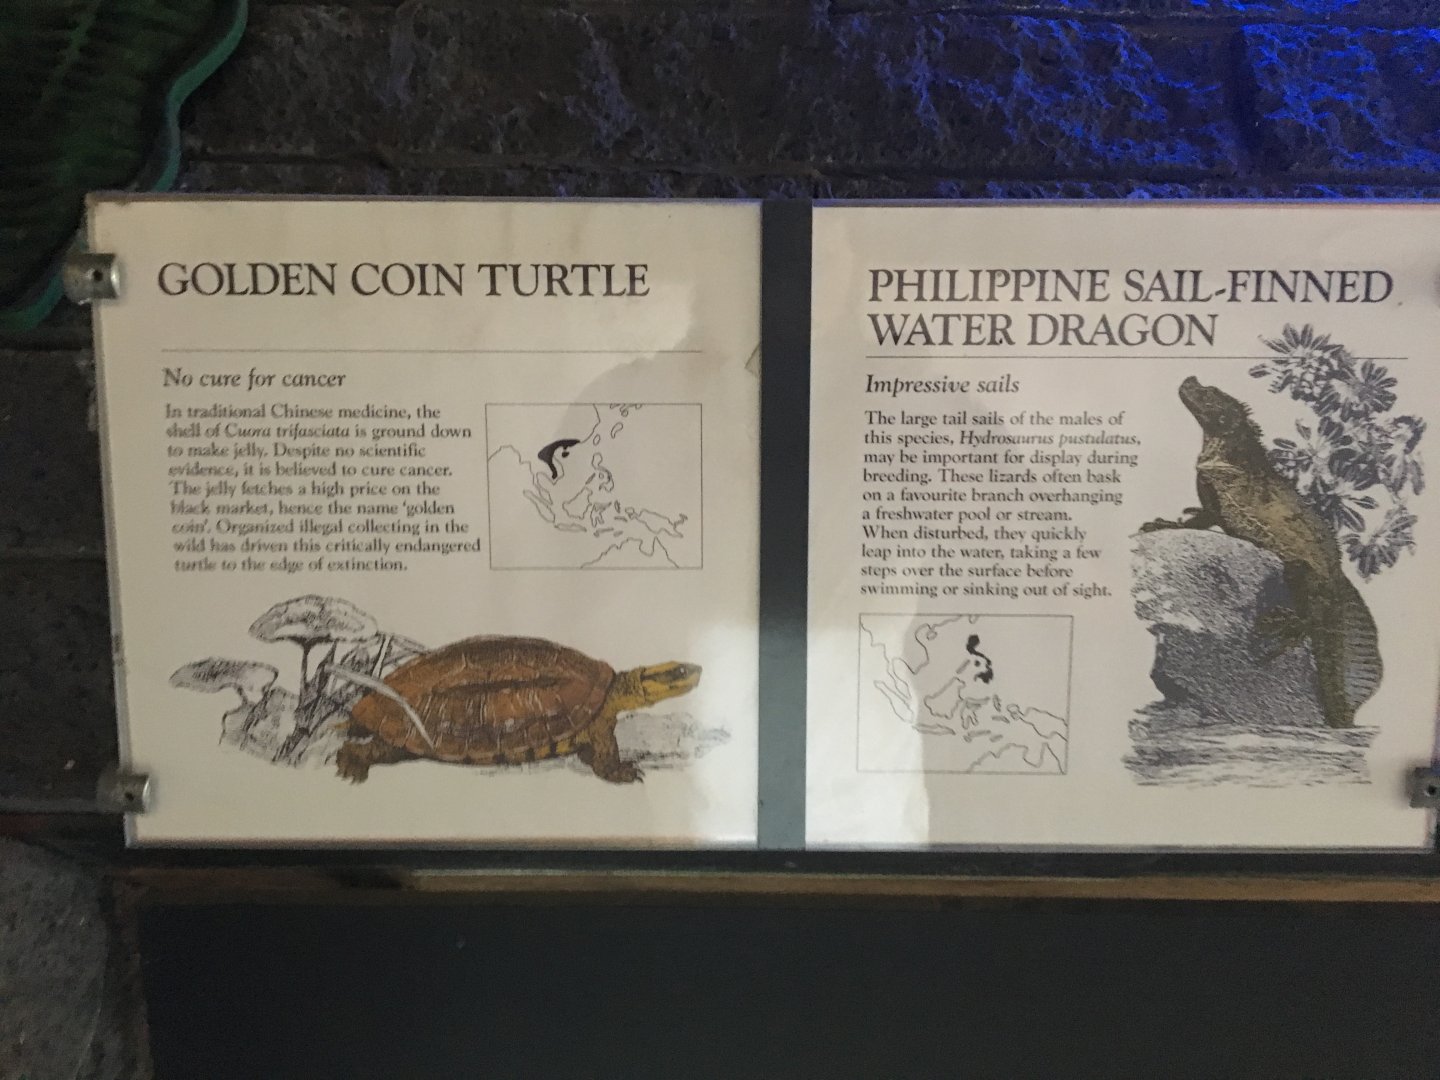 GOLDEN COIN TURTLE
No cure for cancer
In traditional Chinese medicine, the
shell of Cuora trifasciata is ground down
to make jelly. Despite no scientific
evidence, it is believed to cure cancer.
The jelly fetches a high price on the
black market, hence the name 'golden
coin'. Organized illegal collecting in the
wild has driven this critically endangered
turtle to the edge of extinction.
PHILIPPINE SAIL-FINNED
WATER DRAGON
Impressive sails
The large tail sails of the males of
this species, Hydrosaurus pustulatus,
may be important for display during
breeding. These lizards often bask
on a favourite branch overhanging
a freshwater pool or stream.
When disturbed, they quickly
leap into the water, taking a few
steps over the surface before
swimming or sinking out of sight.